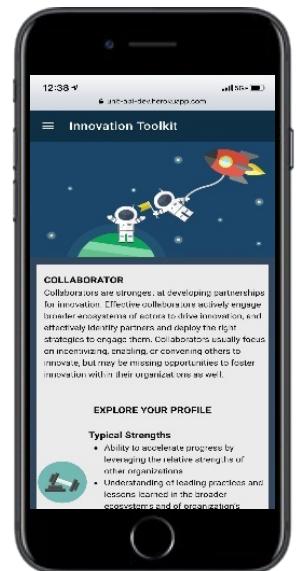 12:38
5G
Innovation Toolkit
COLLABORATOR
Collaborators are strongest at developing partnerships
for innovation. Effective collaborators actively engage
broader ecosystems of actors to drive innovation, and
effectively identify partners and deploy the right
strategies to engage them. Collaborators usually focus
on incentivizing, enabling, or convening others to
innovate, but may be missing opportunities to foster
innovation within their organizations as well.
EXPLORE YOUR PROFILE
Typical Strengths
• Ability to accelerate progress by
leveraging the relative strengths of
other organizations
• Understanding of leading practices and
lessons learned in the broader
ecosystems and of organization's